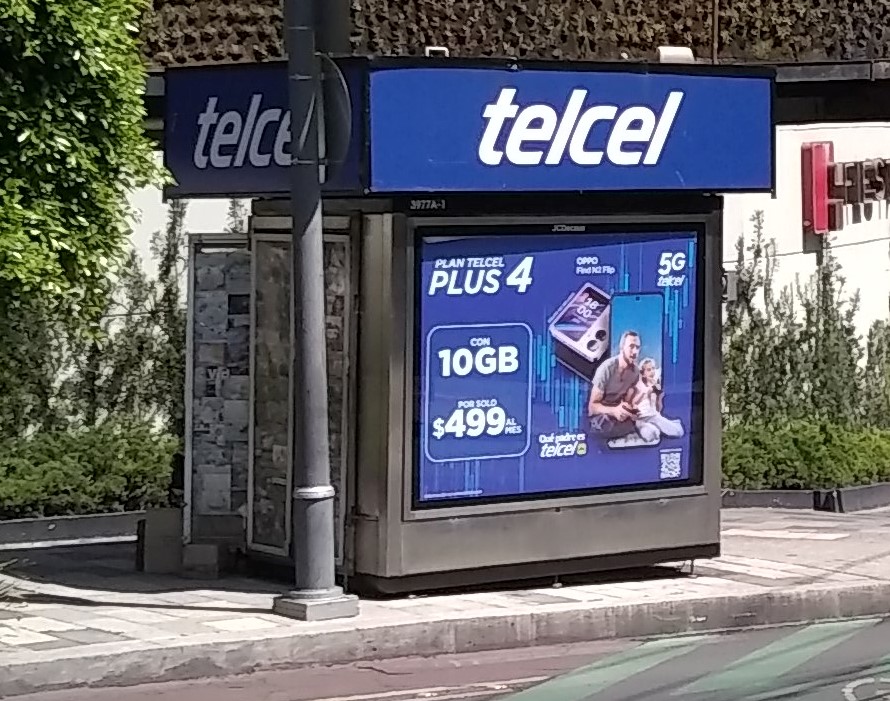 telcel
telcel
3977A-1
JCDecaux
PLAN TELCEL
PLUS 4
OPPO
Find N2 Flip
5G
telcel
CON
10GB
POR SOLO
$499 AL MES
Qué padre es
telcel